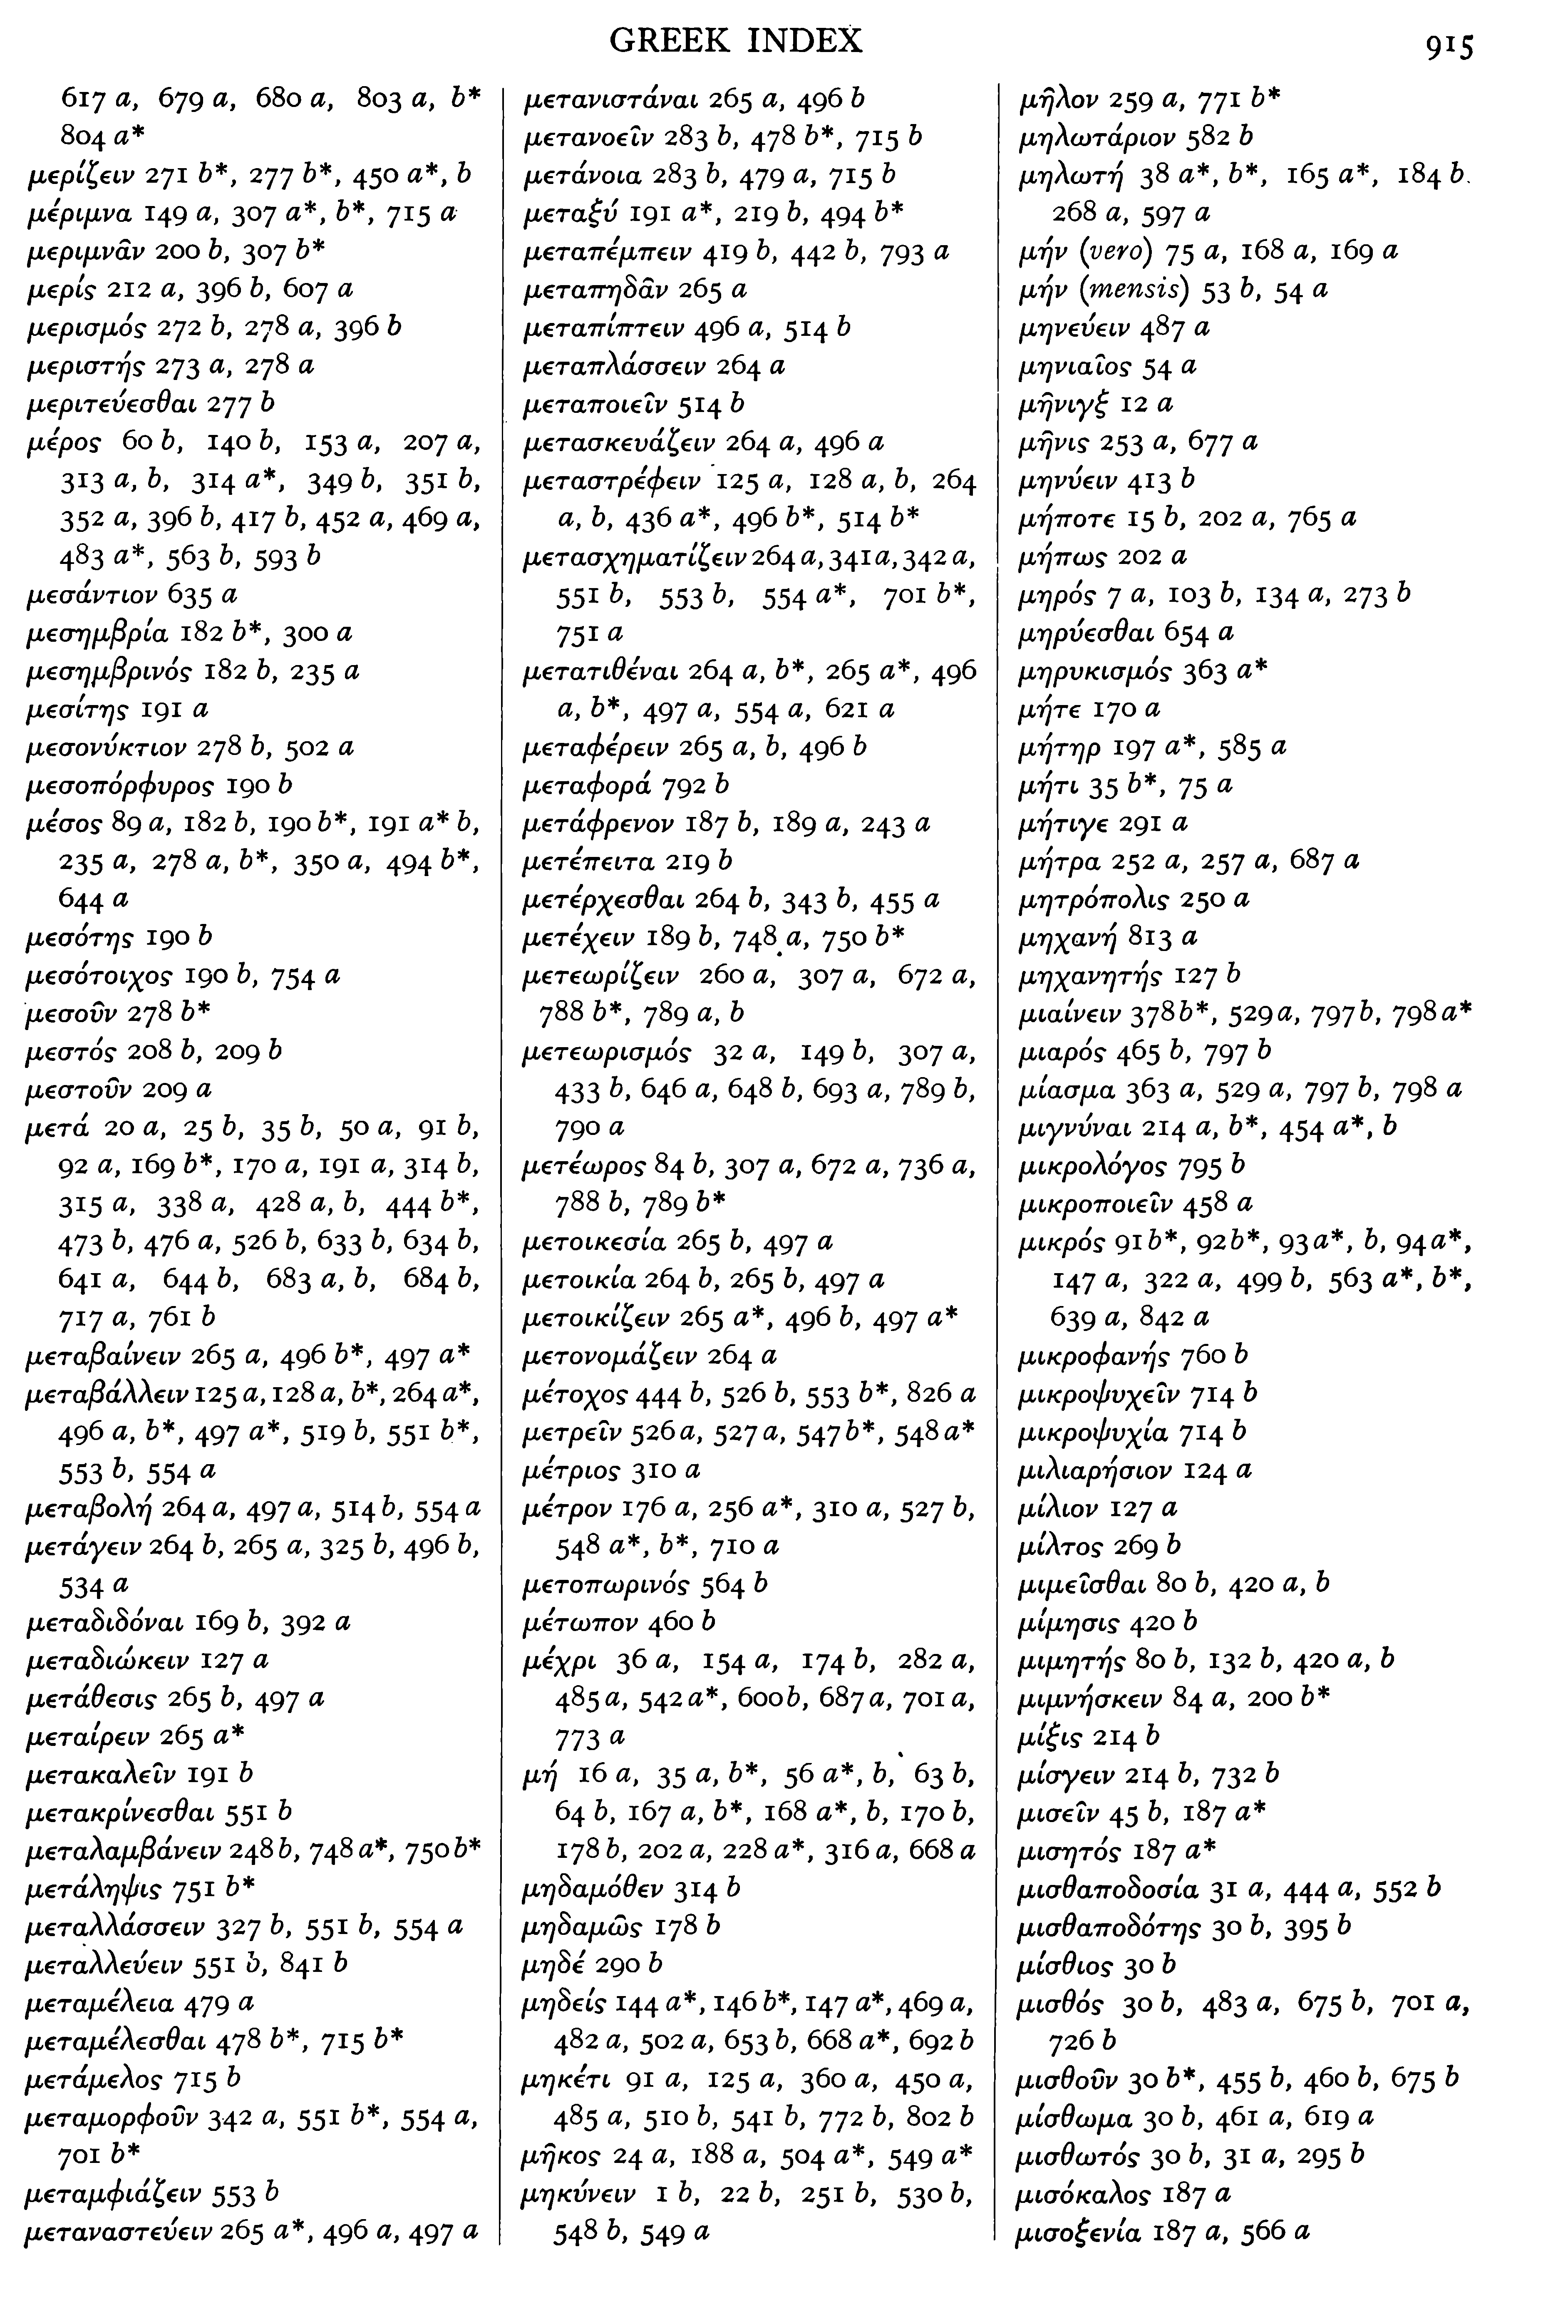 GREEK INDEX
915
617 a, 679 a, 680 a, 803 a, b*
804 a*
μερίζειν 271 b*, 277 b*, 450 a*, b
μέριμνα 149 a, 307 a*, b*, 715 a
μεριμνᾶν 200 b, 307 b*
μερίς 212 a, 396 b, 607 a
μερισμός 272 b, 278 a, 396 b
μεριστής 273 a, 278 a
μεριτεύεσθαι 277 b
μέρος 60 b, 140 b, 153 a, 207 a,
313 a, b, 314 a*, 349 b, 351 b,
352 a, 396 b, 417 b, 452 a, 469 a,
483 a*, 563 b, 593 b
μεσάντιον 635 a
μεσημβρία 182 b*, 300 a
μεσημβρινός 182 b, 235 a
μεσίτης 191 a
μεσονύκτιον 278 b, 502 a
μεσοπόρφυρος 190 b
μέσος 89 a, 182 b, 190 b*, 191 a* b,
235 a, 278 a, b*, 350 a, 494 b*,
644 a
μεσότης 190 b
μεσότοιχος 190 b, 754 a
μεσοῦν 278 b*
μεστός 208 b, 209 b
μεστοῦν 209 a
μετά 20 a, 25 b, 35 b, 50 a, 91 b,
92 a, 169 b*, 170 a, 191 a, 314 b,
315 a, 338 a, 428 a, b, 444 b*,
473 b, 476 a, 526 b, 633 b, 634 b,
641 a, 644 b, 683 a, b, 684 b,
717 a, 761 b
μεταβαίνειν 265 a, 496 b*, 497 a*
μεταβάλλειν 125 a, 128 a, b*, 264 a*,
496 a, b*, 497 a*, 519 b, 551 b*,
553 b, 554 a
μεταβολή 264 a, 497 a, 514 b, 554 a
μετάγειν 264 b, 265 a, 325 b, 496 b,
534 a
μεταδιδόναι 169 b, 392 a
μεταδιώκειν 127 a
μετάθεσις 265 b, 497 a
μεταίρειν 265 a*
μετακαλεῖν 191 b
μετακρίνεσθαι 551 b
μεταλαμβάνειν 248 b, 748 a*, 750 b*
μετάληψις 751 b*
μεταλλάσσειν 327 b, 551 b, 554 a
μεταλλεύειν 551 b, 841 b
μεταμέλεια 479 a
μεταμέλεσθαι 478 b*, 715 b*
μετάμελος 715 b
μεταμορφοῦν 342 a, 551 b*, 554 a,
701 b*
μεταμφιάζειν 553 b
μεταναστεύειν 265 a*, 496 a, 497 a
μετανιστάναι 265 a, 496 b
μετανοεῖν 283 b, 478 b*, 715 b
μετάνοια 283 b, 479 a, 715 b
μεταξύ 191 a*, 219 b, 494 b*
μεταπέμπειν 419 b, 442 b, 793 a
μεταπηδᾶν 265 a
μεταπίπτειν 496 a, 514 b
μεταπλάσσειν 264 a
μεταποιεῖν 514 b
μετασκευάζειν 264 a, 496 a
μεταστρέφειν 125 a, 128 a, b, 264
a, b, 436 a*, 496 b*, 514 b*
μετασχηματίζειν 264 a, 341 a, 342 a,
551 b, 553 b, 554 a*, 701 b*,
751 a
μετατιθέναι 264 a, b*, 265 a*, 496
a, b*, 497 a, 554 a, 621 a
μεταφέρειν 265 a, b, 496 b
μεταφορά 792 b
μετάφρενον 187 b, 189 a, 243 a
μετέπειτα 219 b
μετέρχεσθαι 264 b, 343 b, 455 a
μετέχειν 189 b, 748 a, 750 b*
μετεωρίζειν 260 a, 307 a, 672 a,
788 b*, 789 a, b
μετεωρισμός 32 a, 149 b, 307 a,
433 b, 646 a, 648 b, 693 a, 789 b,
790 a
μετέωρος 84 b, 307 a, 672 a, 736 a,
788 b, 789 b*
μετοικεσία 265 b, 497 a
μετοικία 264 b, 265 b, 497 a
μετοικίζειν 265 a*, 496 b, 497 a*
μετονομάζειν 264 a
μέτοχος 444 b, 526 b, 553 b*, 826 a
μετρεῖν 526 a, 527 a, 547 b*, 548 a*
μέτριος 310 a
μέτρον 176 a, 256 a*, 310 a, 527 b,
548 a*, b*, 710 a
μετοπωρινός 564 b
μέτωπον 460 b
μέχρι 36 a, 154 a, 174 b, 282 a,
485 a, 542 a*, 600 b, 687 a, 701 a,
773 a
μή 16 a, 35 a, b*, 56 a*, b, 63 b,
64 b, 167 a, b*, 168 a*, b, 170 b,
178 b, 202 a, 228 a*, 316 a, 668 a
μηδαμόθεν 314 b
μηδαμῶς 178 b
μηδέ 290 b
μηδείς 144 a*, 146 b*, 147 a*, 469 a,
482 a, 502 a, 653 b, 668 a*, 692 b
μηκέτι 91 a, 125 a, 360 a, 450 a,
485 a, 510 b, 541 b, 772 b, 802 b
μῆκος 24 a, 188 a, 504 a*, 549 a*
μηκύνειν 1 b, 22 b, 251 b, 530 b,
548 b, 549 a
μῆλον 259 a, 771 b*
μηλωτάριον 582 b
μηλωτή 38 a*, b*, 165 a*, 184 b.
268 a, 597 a
μήν (vero) 75 a, 168 a, 169 a
μήν (mensis) 53 b, 54 a
μηνεύειν 487 a
μηνιαῖος 54 a
μῆνιγξ 12 a
μῆνις 253 a, 677 a
μηνύειν 413 b
μήποτε 15 b, 202 a, 765 a
μήπως 202 a
μηρός 7 a, 103 b, 134 a, 273 b
μηρύεσθαι 654 a
μηρυκισμός 363 a*
μήτε 170 a
μήτηρ 197 a*, 585 a
μήτι 35 b*, 75 a
μήτιγε 291 a
μήτρα 252 a, 257 a, 687 a
μητρόπολις 250 a
μηχανή 813 a
μηχανητής 127 b
μιαίνειν 378 b*, 529 a, 797 b, 798 a*
μιαρός 465 b, 797 b
μίασμα 363 a, 529 a, 797 b, 798 a
μιγνύναι 214 a, b*, 454 a*, b
μικρολόγος 795 b
μικροποιεῖν 458 a
μικρός 91 b*, 92 b*, 93 a*, b, 94 a*,
147 a, 322 a, 499 b, 563 a*, b*,
639 a, 842 a
μικροφανής 760 b
μικροψυχεῖν 714 b
μικροψυχία 714 b
μιλιαρήσιον 124 a
μίλιον 127 a
μίλτος 269 b
μιμεῖσθαι 80 b, 420 a, b
μίμησις 420 b
μιμητής 80 b, 132 b, 420 a, b
μιμνήσκειν 84 a, 200 b*
μίξις 214 b
μίσγειν 214 b, 732 b
μισεῖν 45 b, 187 a*
μισητός 187 a*
μισθαποδοσία 31 a, 444 a, 552 b
μισθαποδότης 30 b, 395 b
μίσθιος 30 b
μισθός 30 b, 483 a, 675 b, 701 a,
726 b
μισθοῦν 30 b*, 455 b, 460 b, 675 b
μίσθωμα 30 b, 461 a, 619 a
μισθωτός 30 b, 31 a, 295 b
μισόκαλος 187 a
μισοξενία 187 a, 566 a